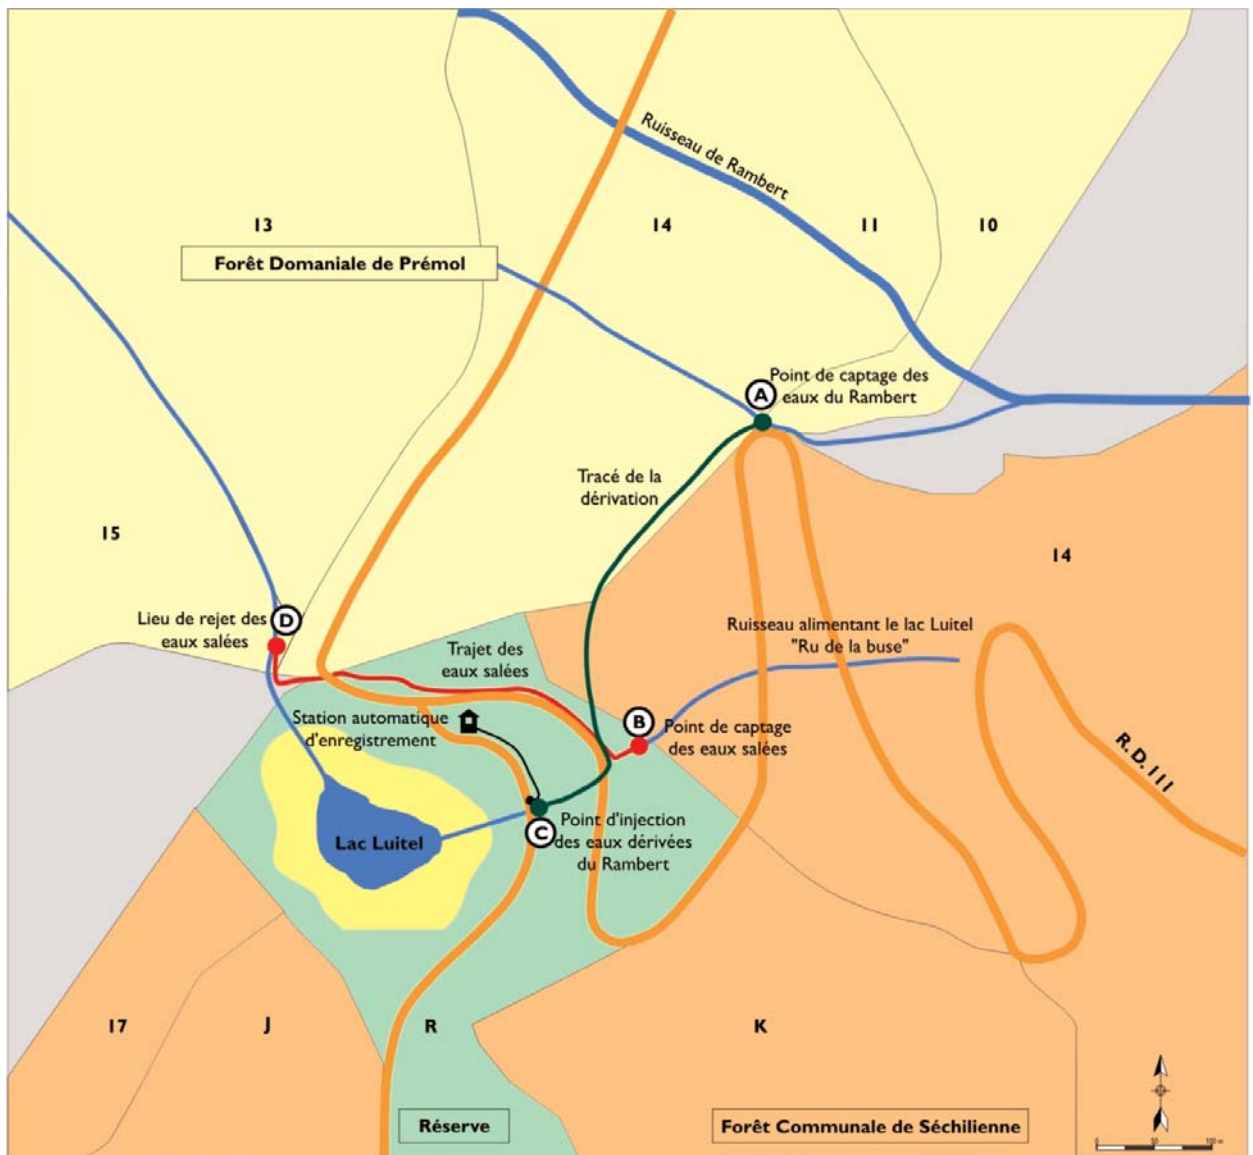 Ruisseau de Rambert
13
14
11
10
Forêt Domaniale de Prémol
A
Point de captage des
eaux du Rambert
Tracé de la
dérivation
15
14
Lieu de rejet des
eaux salées
D
Trajet des
eaux salées
Ruisseau alimentant le lac Luitel
"Ru de la buse"
Station automatique
d'enregistrement
B
Point de captage
des eaux salées
R.D.111
Lac Luitel
C
Point d'injection
des eaux dérivées
du Rambert
17
J
R
K
Réserve
Forêt Communale de Séchilienne
0
50
100 m